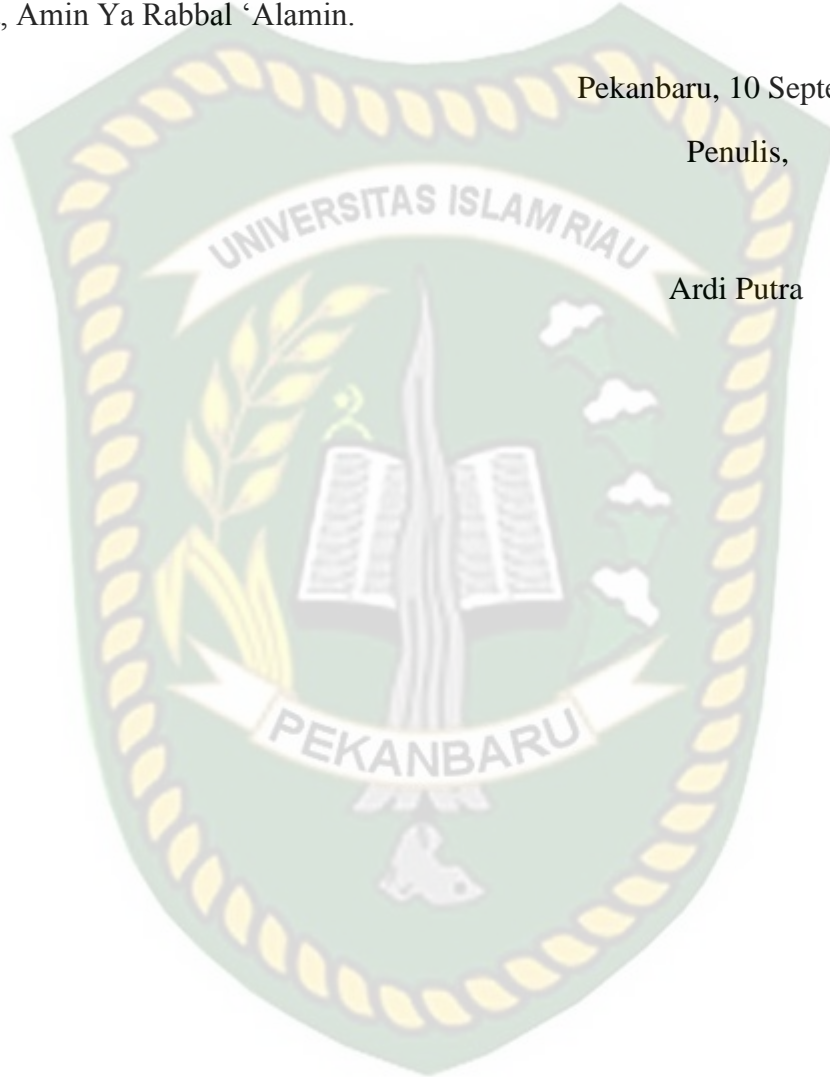 , Amin Ya Rabbal ‘Alamin.
Pekanbaru, 10 Septe
Penulis,
Ardi Putra
UNIVERSITAS ISLAM RIAU
PEKANBARU